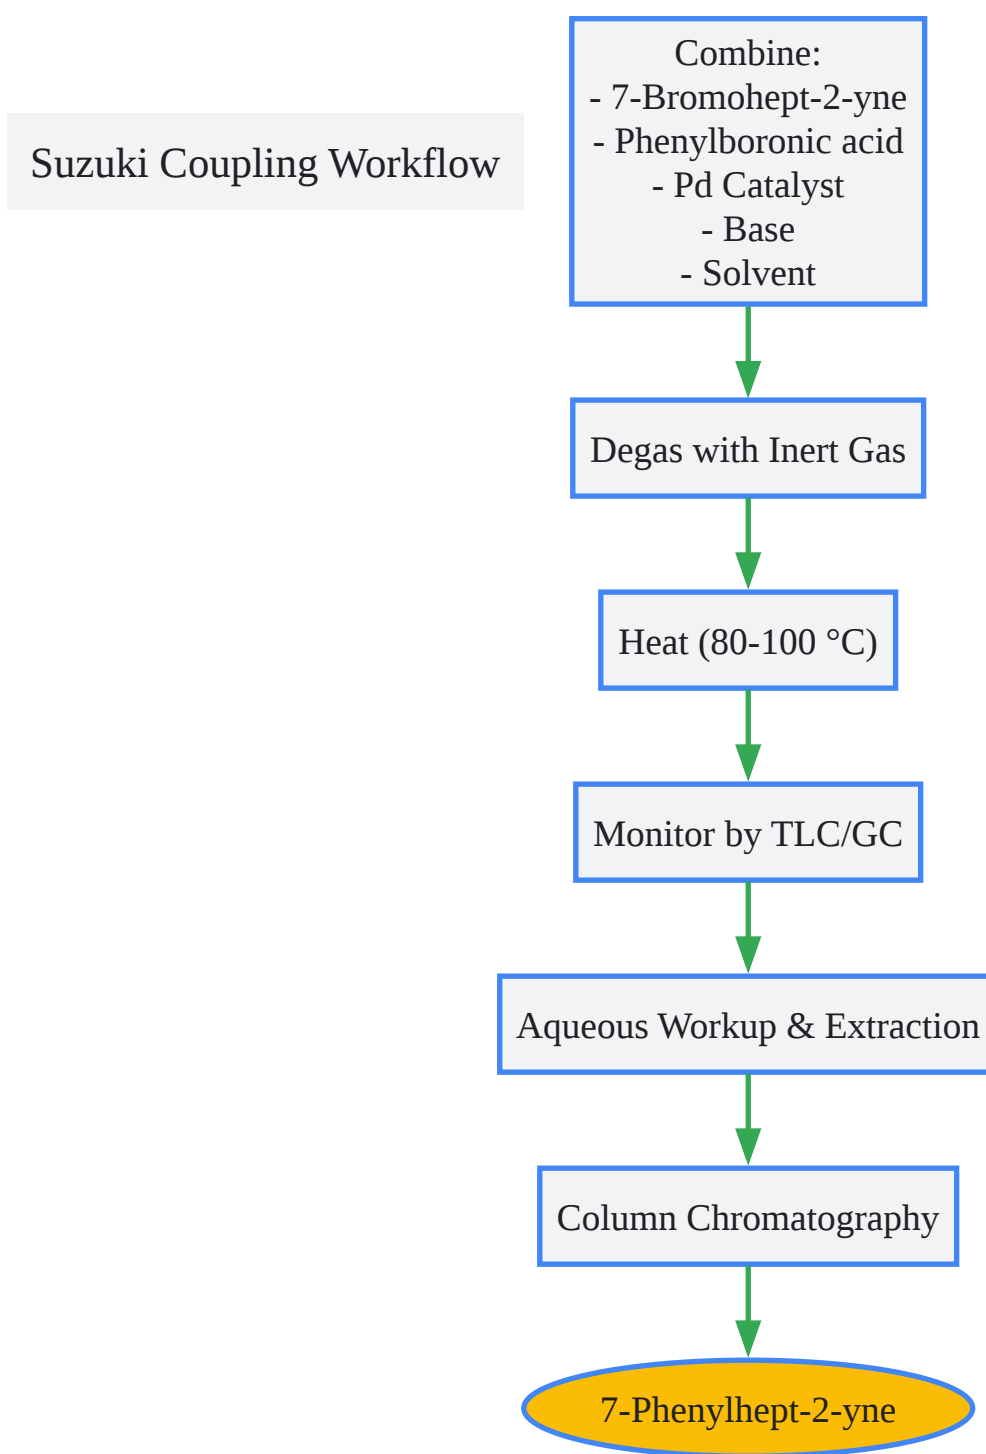 Suzuki Coupling Workflow
Combine:
- 7-Bromohept-2-yne
- Phenylboronic acid
- Pd Catalyst
- Base
- Solvent
Degas with Inert Gas
Heat (80-100 °C)
Monitor by TLC/GC
Aqueous Workup & Extraction
Column Chromatography
7-Phenylhept-2-yne